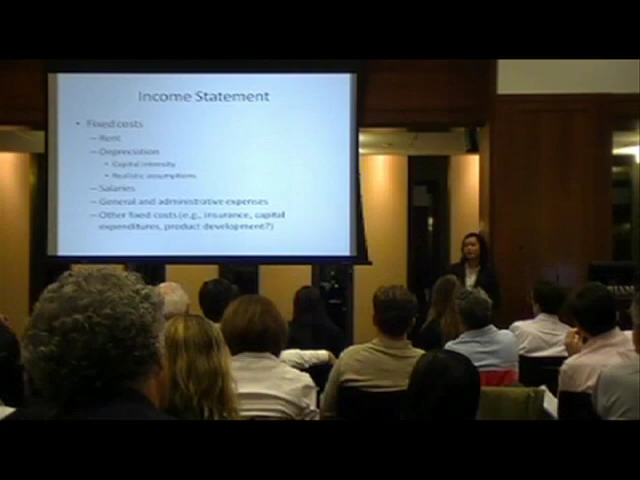 Income Statement
• Fixed costs
– Rent
– Depreciation
• Capital intensity
• Realistic assumptions
– Salaries
– General and administrative expenses
– Other fixed costs (e.g., insurance, capital
expenditures, product development?)